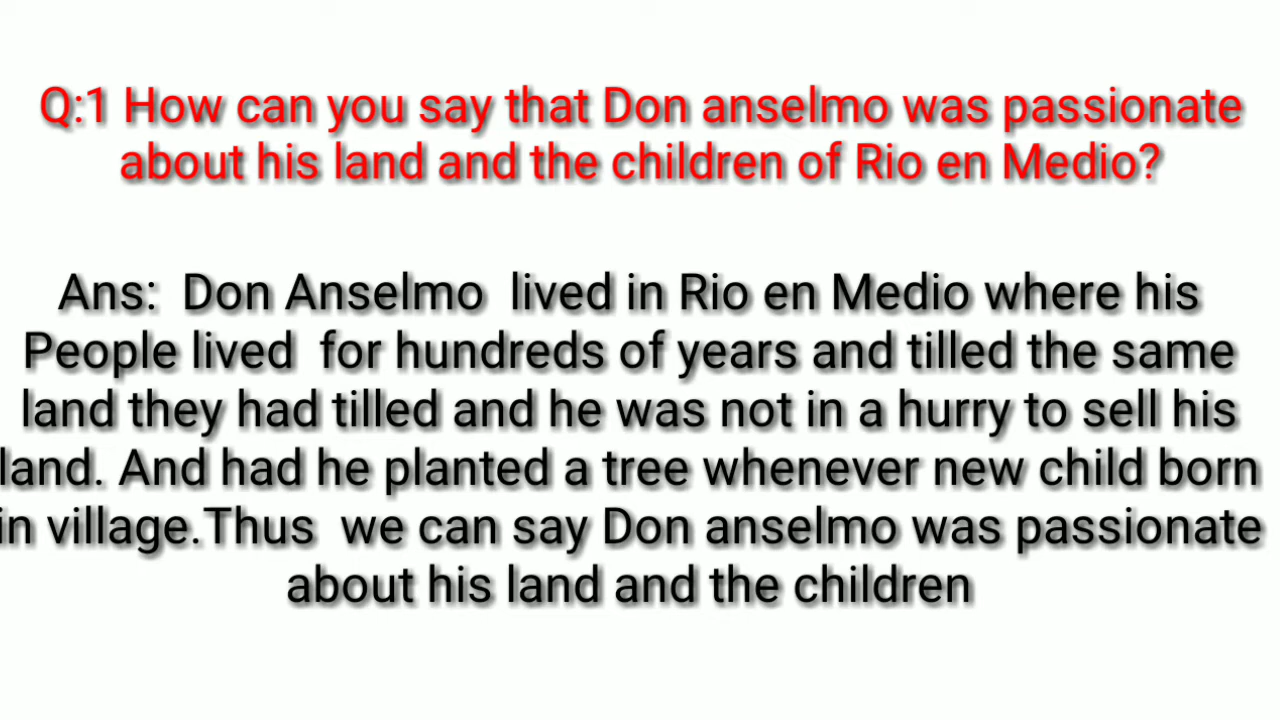 Q:1 How can you say that Don anselmo was passionate
about his land and the children of Rio en Medio?
Ans: Don Anselmo lived in Rio en Medio where his
People lived for hundreds of years and tilled the same
land they had tilled and he was not in a hurry to sell his
land. And had he planted a tree whenever new child born
in village.Thus we can say Don anselmo was passionate
about his land and the children